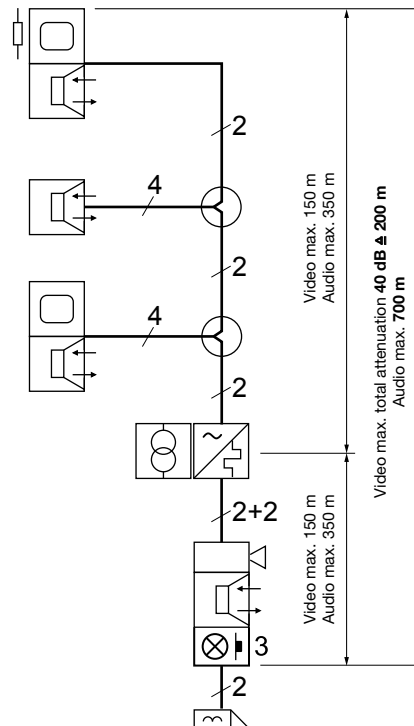 2
4
2
4
2
2+2
3
2
Video max. 150 m
Audio max. 350 m
Video max. 150 m
Audio max. 350 m
Video max. total attenuation 40 dB ≙ 200 m
Audio max. 700 m